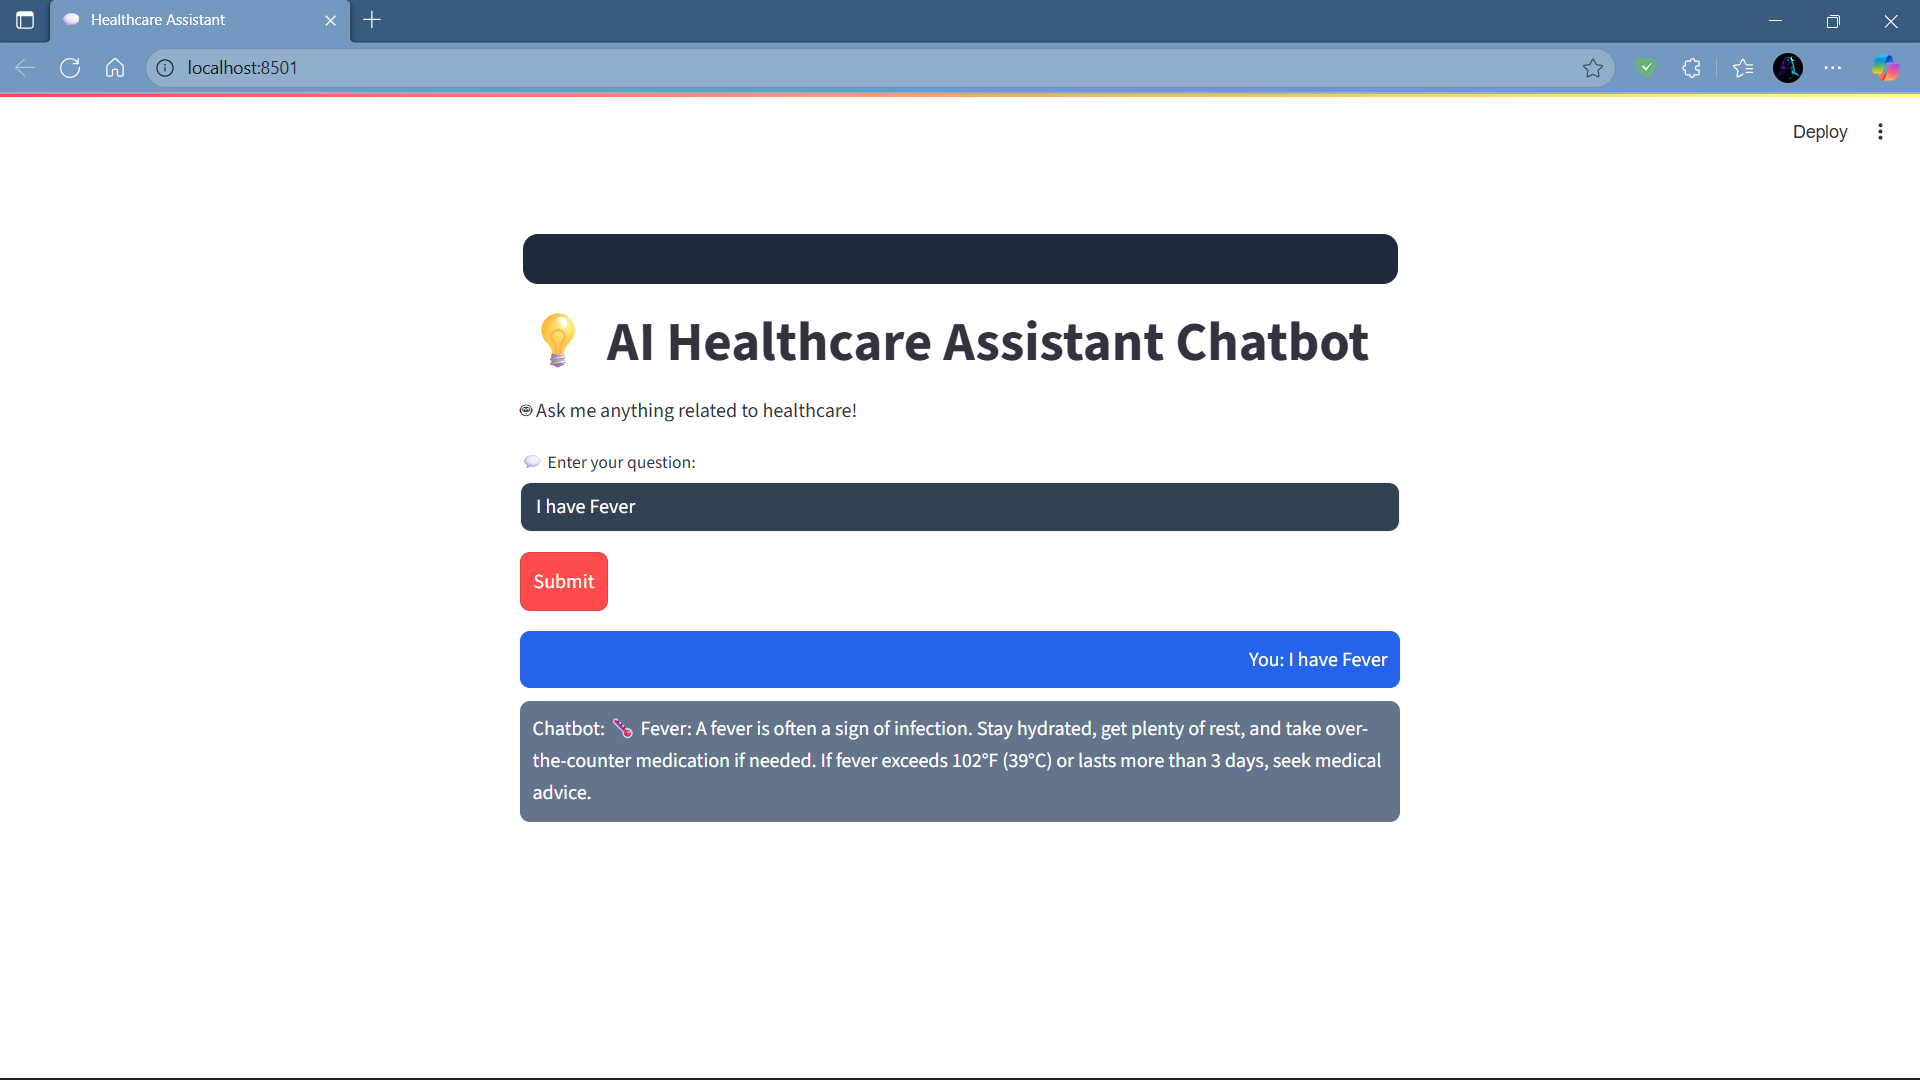 Healthcare Assistant
localhost:8501
Deploy
AI Healthcare Assistant Chatbot
Ask me anything related to healthcare!
Enter your question:
I have Fever
Submit
You: I have Fever
Chatbot: 🌡️ Fever: A fever is often a sign of infection. Stay hydrated, get plenty of rest, and take over-
the-counter medication if needed. If fever exceeds 102°F (39°C) or lasts more than 3 days, seek medical
advice.